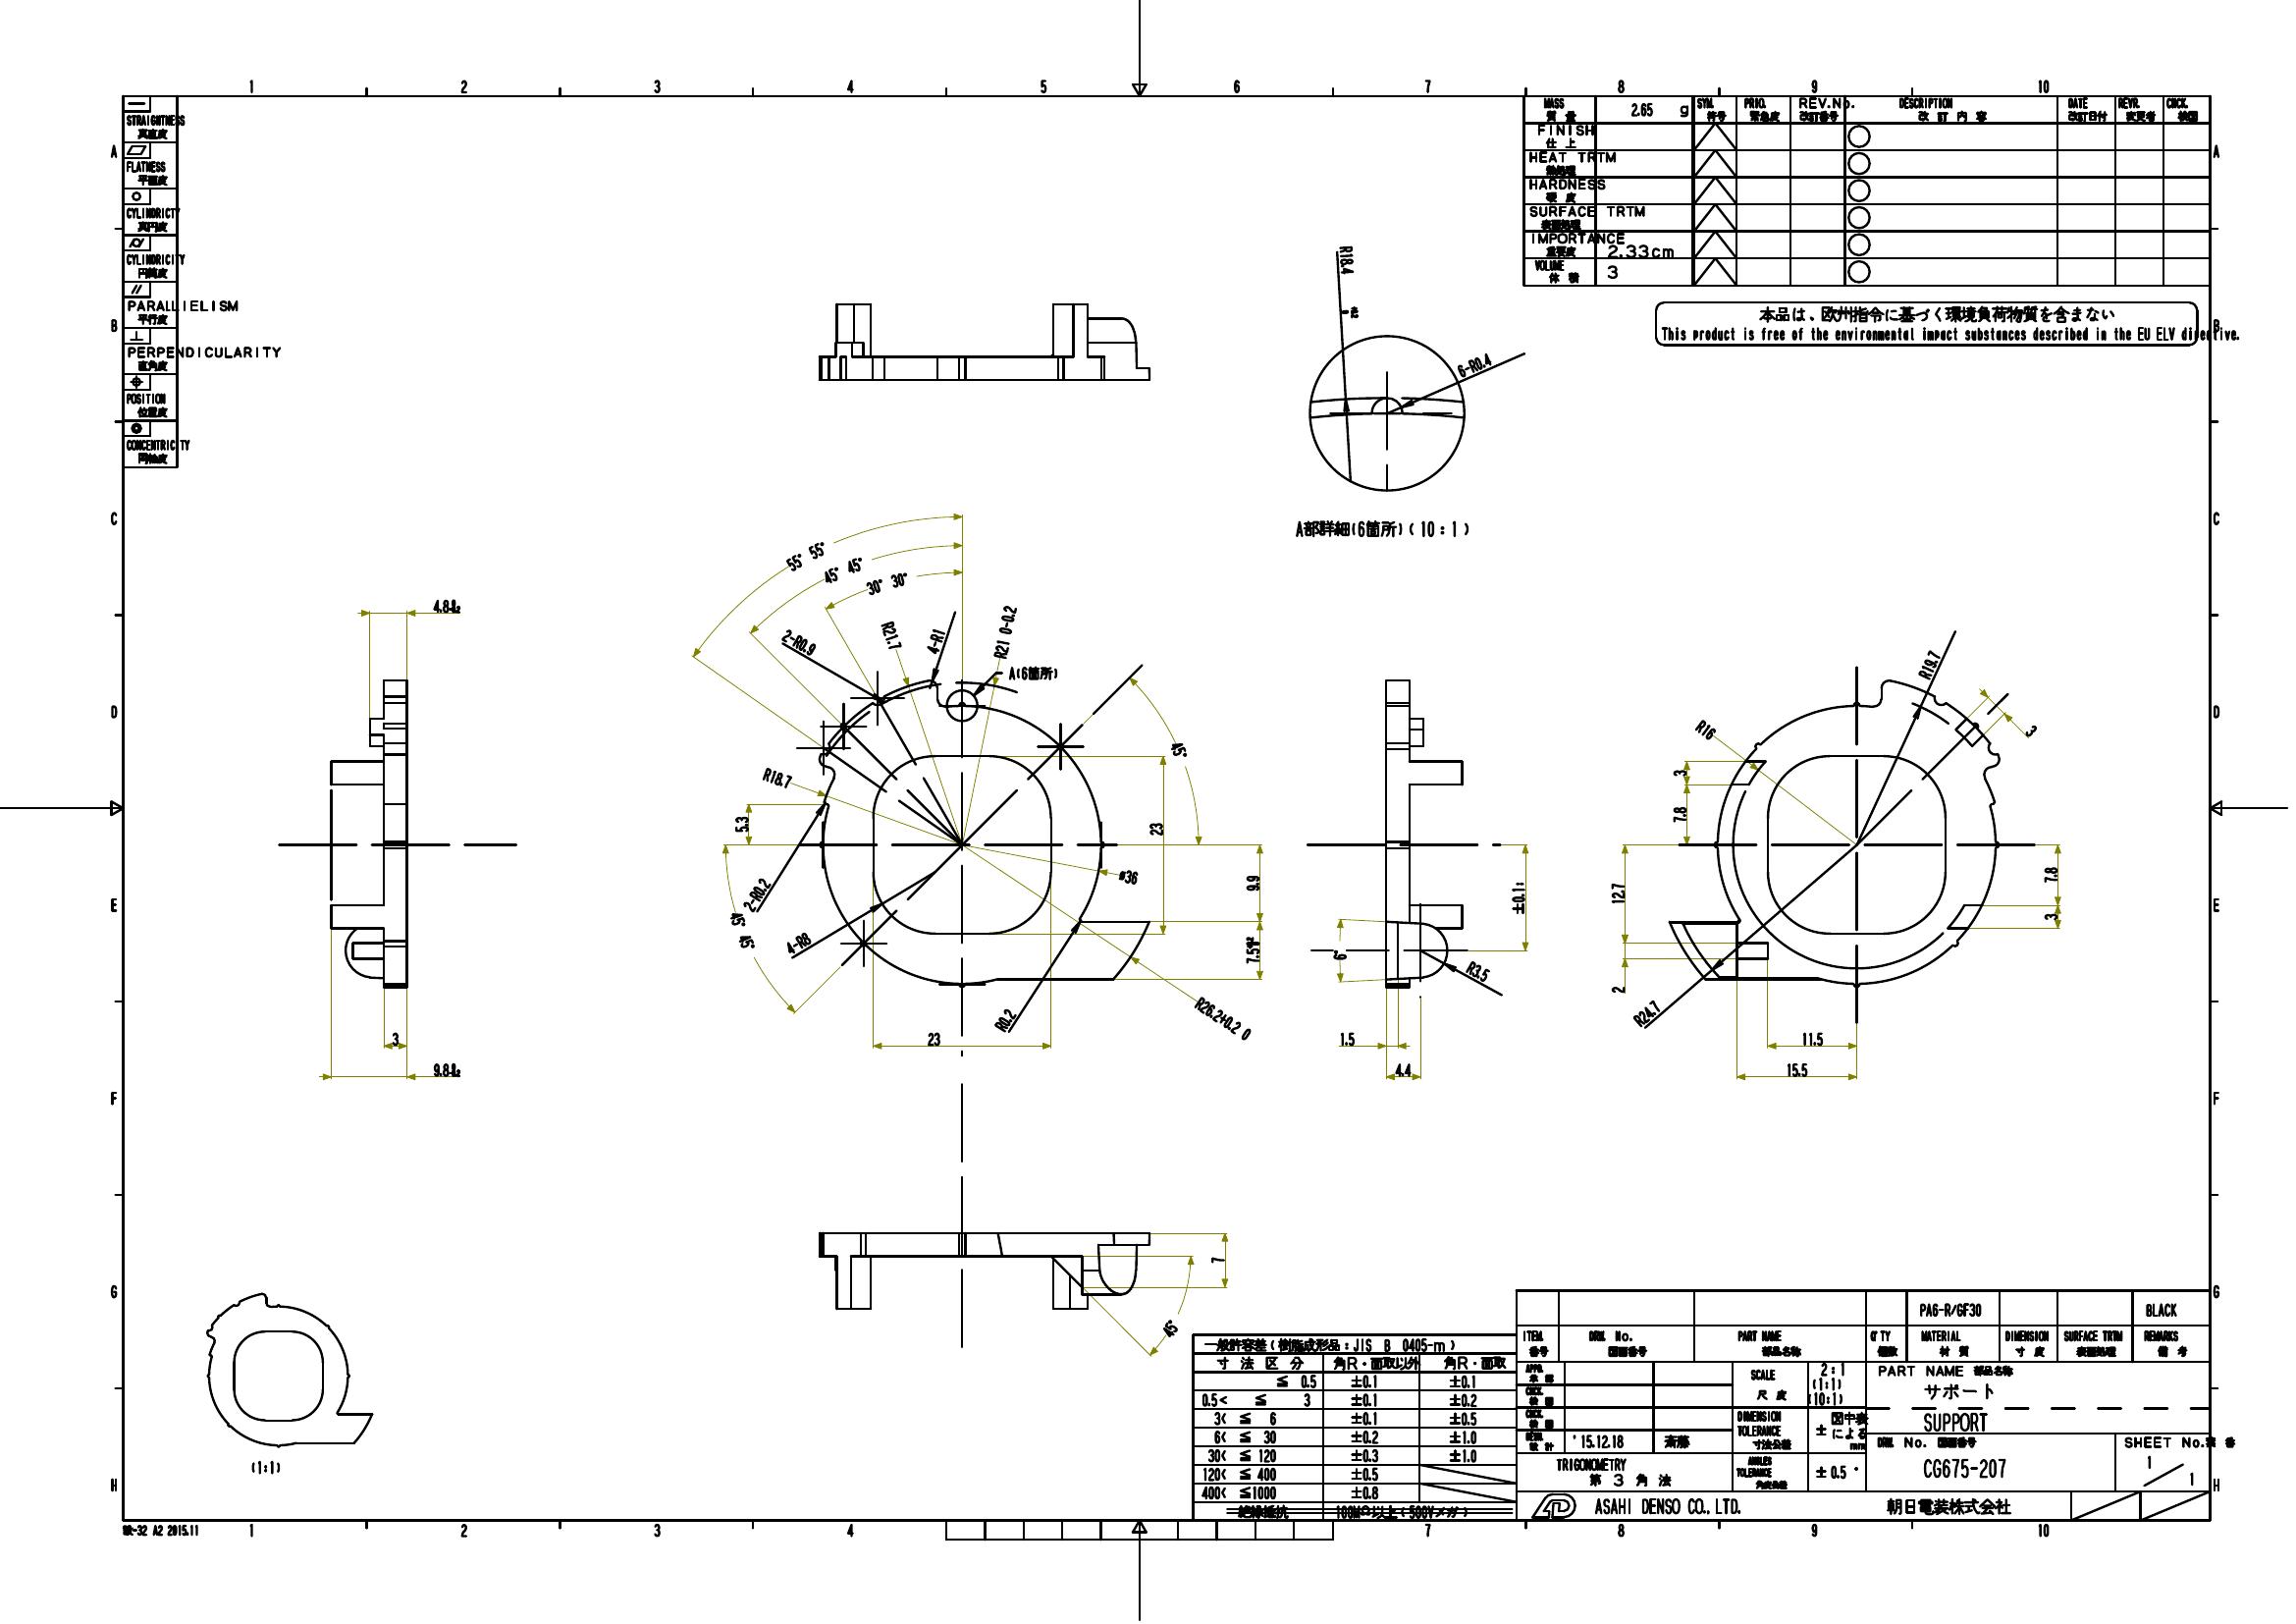 1 2 3 4 5 6 7 8 9 10
A
B
C
D
E
F
G
H
STRAIGHTNESS
真直度
FLATNESS
平面度
CYLINDRICTY
真円度
CYLINDRICITY
円筒度
PARALLIELISM
平行度
PERPENDICULARITY
直角度
POSITION
位置度
CONCENTRICITY
同軸度
MASS 2.65 g SYM. PRIO. REV.No. DESCRIPTION DATE REVR. CHCK.
質量 符号 緊急度 改訂番号 改訂内容 改訂日付 変更者 検図
FINISH
仕上
HEAT TRTM
熱処理
HARDNESS
硬度
SURFACE TRTM
表面処理
IMPORTANCE
重要度 2.33cm
VOLUME 3
体積
本品は、欧州指令に基づく環境負荷物質を含まない
This product is free of the environmental impact substances described in the EU ELV directive.
R18.4
6-R0.4
A部詳細(6箇所)(10:1)
55° 55°
45° 45°
30° 30°
2-R0.9
R21.7
4-R1
R21 0-0.2
A(6箇所)
45°
R18.7
5.3
23
2-R0.2
ø36
9.9
45° 45°
4-R8
7.5
R0.2
R26.2+0.2 0
23
4.8
3
9.8
±0.1
R3.5
1.5
4.4
R19.7
3
R16
3
7.8
12.7
7.8
3
2
R24.7
11.5
15.5
7
45°
(1:1)
一般許容差(樹脂成形品:JIS B 0405-m)
寸法区分 角R・面取以外 角R・面取
≦ 0.5 ±0.1 ±0.1
0.5< ≦ 3 ±0.1 ±0.2
3< ≦ 6 ±0.1 ±0.5
6< ≦ 30 ±0.2 ±1.0
30< ≦ 120 ±0.3 ±1.0
120< ≦ 400 ±0.5
400< ≦1000 ±0.8
絶縁抵抗 100MΩ以上(500Vメガ)
PA6-R/GF30 BLACK
ITEM. DRW. No. PART NAME Q'TY MATERIAL DIMENSION SURFACE TRTM REMARKS
番号 図面番号 部品名称 個数 材質 寸度 表面処理 備考
APPD. 承認
CHCK. 検図
CHCK. 検図
設計 '15.12.18 斎藤
SCALE 2:1
尺度 (1:1)
(10:1)
DIMENSION TOLERANCE 寸法公差 ± 図中表による mm
ANGLES TOLERANCE 角度公差 ±0.5°
TRIGONOMETRY
第3角法
PART NAME 部品名称
サポート
SUPPORT
DRW. No. 図面番号 SHEET No.
CG675-207 1/1
ASAHI DENSO CO.,LTD. 朝日電装株式会社
A2 2015.11
1 2 3 4 7 8 9 10